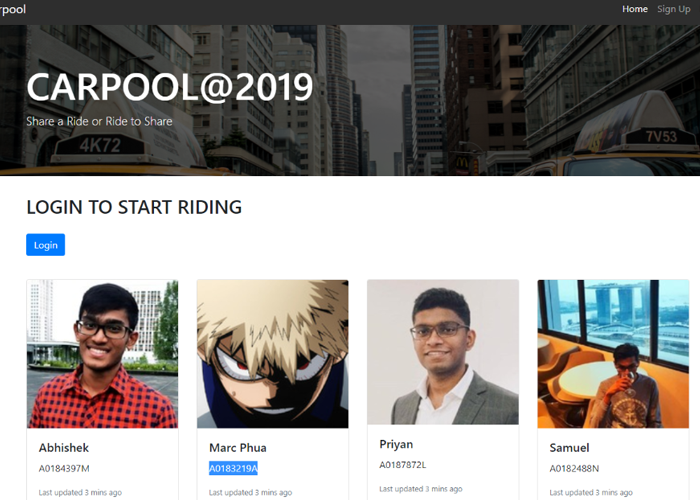 rpool
Home Sign Up
CARPOOL@2019
Share a Ride or Ride to Share
4K72
7V53
LOGIN TO START RIDING
Login
Abhishek
A0184397M
Last updated 3 mins ago
Marc Phua
A0183219A
Last updated 3 mins ago
Priyan
A0187872L
Last updated 3 mins ago
Samuel
A0182488N
Last updated 3 mins ago